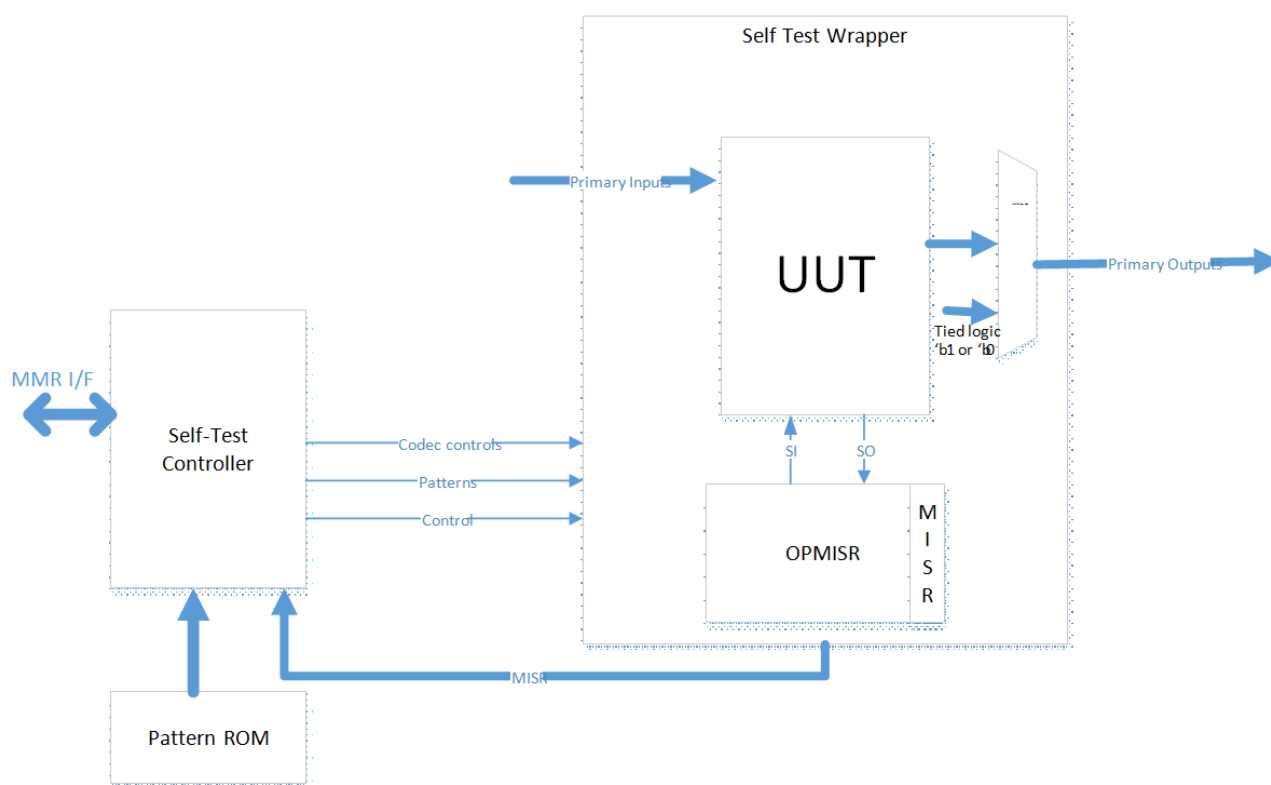 Self Test Wrapper
Primary Inputs
UUT
Primary Outputs
Tied logic
‘b1 or ‘b0
MMR I/F
Self-Test
Controller
Codec controls
Patterns
Control
SI
SO
OPMISR
M
I
S
R
MISR
Pattern ROM